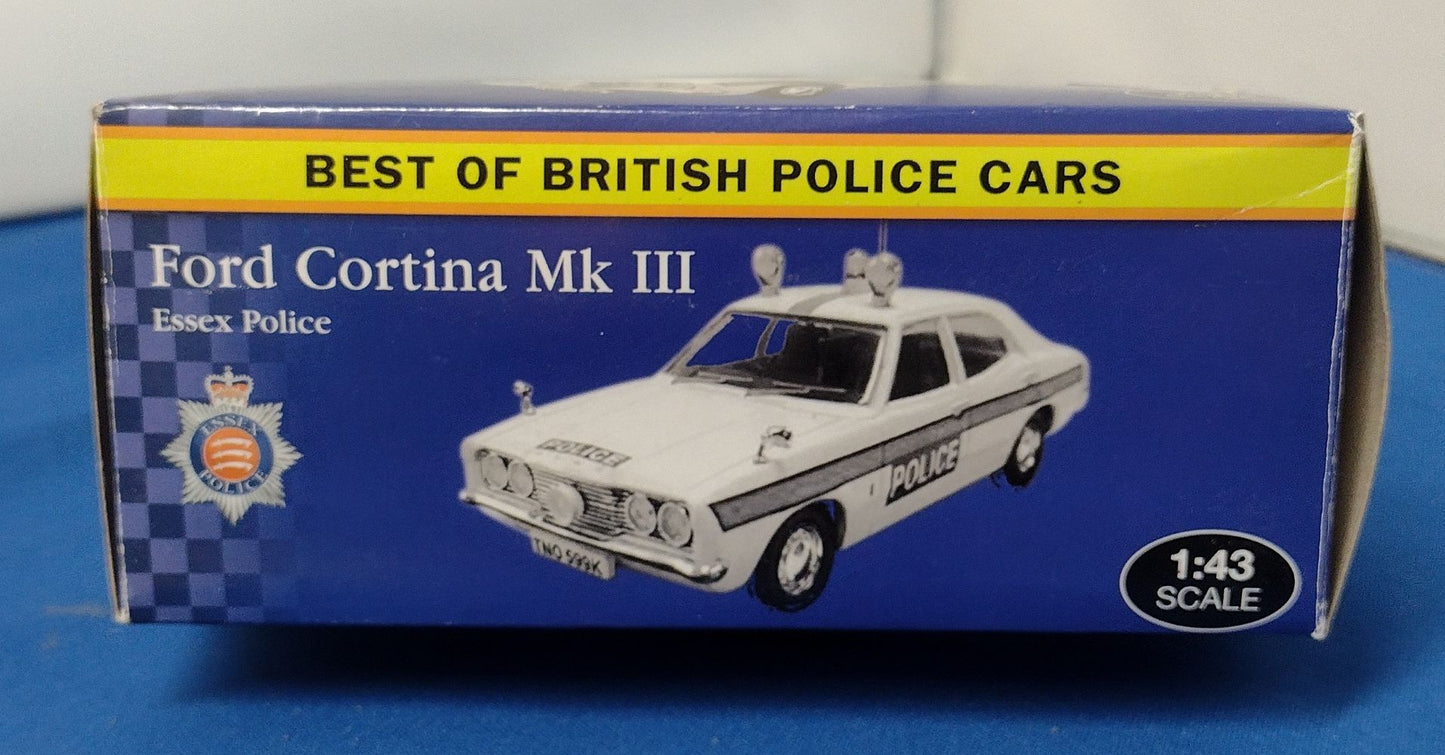 BEST OF BRITISH POLICE CARS
Ford Cortina Mk III
Essex Police
ESSEX
POLICE
POLICE
POLICE
TNO 599K
1:43
SCALE